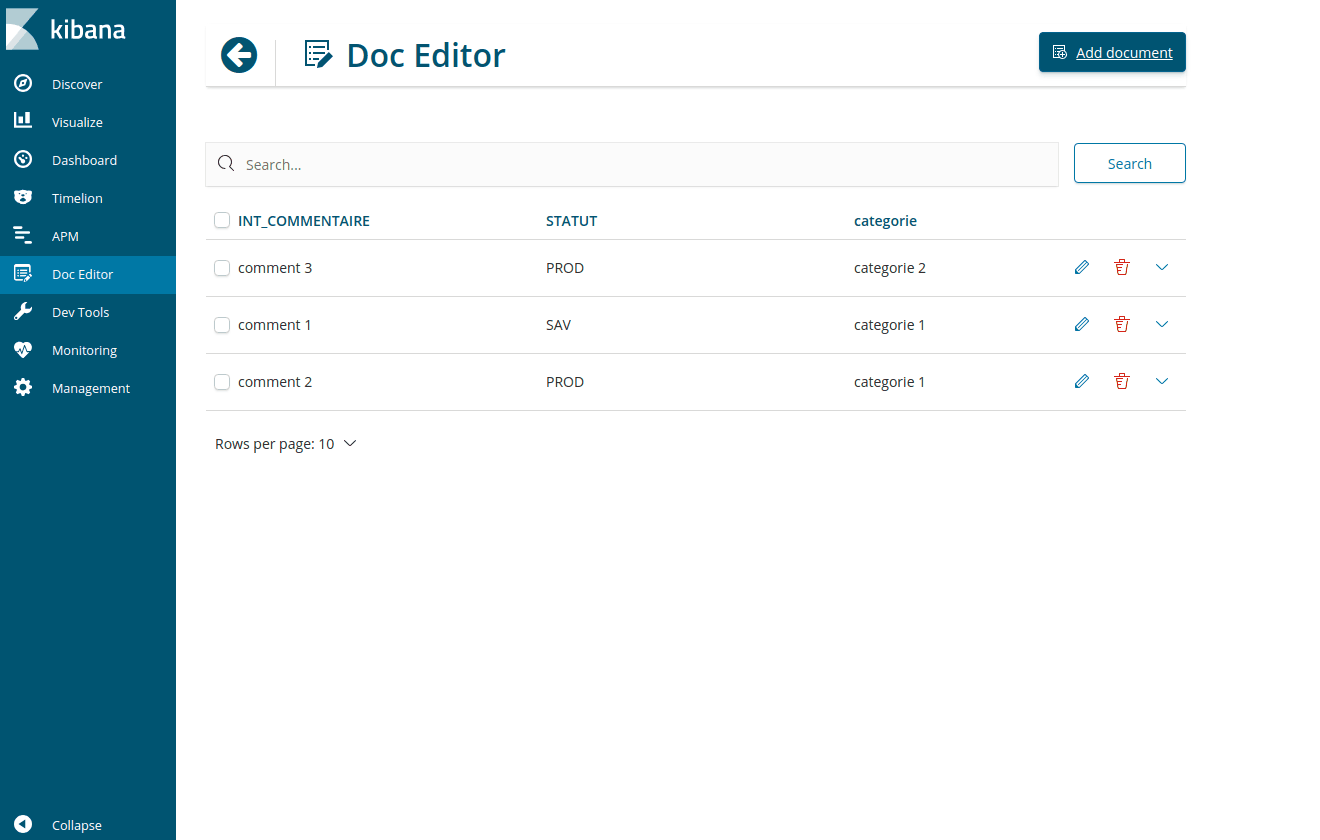 kibana
Discover
Visualize
Dashboard
Timelion
APM
Doc Editor
Dev Tools
Monitoring
Management
Collapse
Doc Editor
Add document
Search...
Search
INT_COMMENTAIRE STATUT categorie
comment 3 PROD categorie 2
comment 1 SAV categorie 1
comment 2 PROD categorie 1
Rows per page: 10